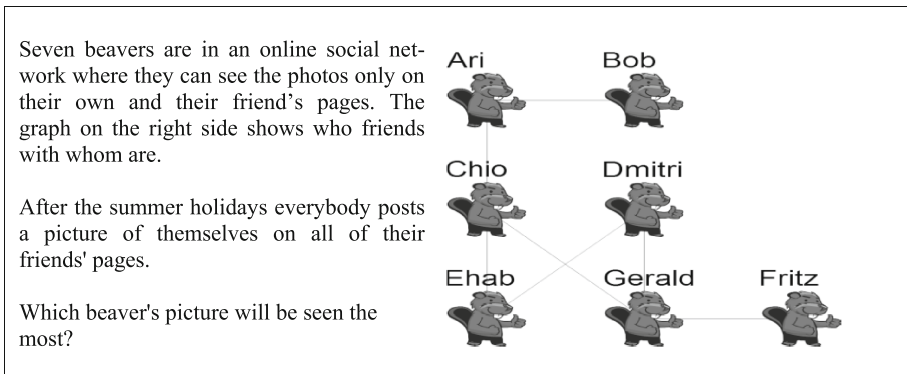 Seven beavers are in an online social net-
work where they can see the photos only on
their own and their friend's pages. The
graph on the right side shows who friends
with whom are.
After the summer holidays everybody posts
a picture of themselves on all of their
friends' pages.
Which beaver's picture will be seen the
most?
Ari Bob
Chio Dmitri
Ehab Gerald Fritz